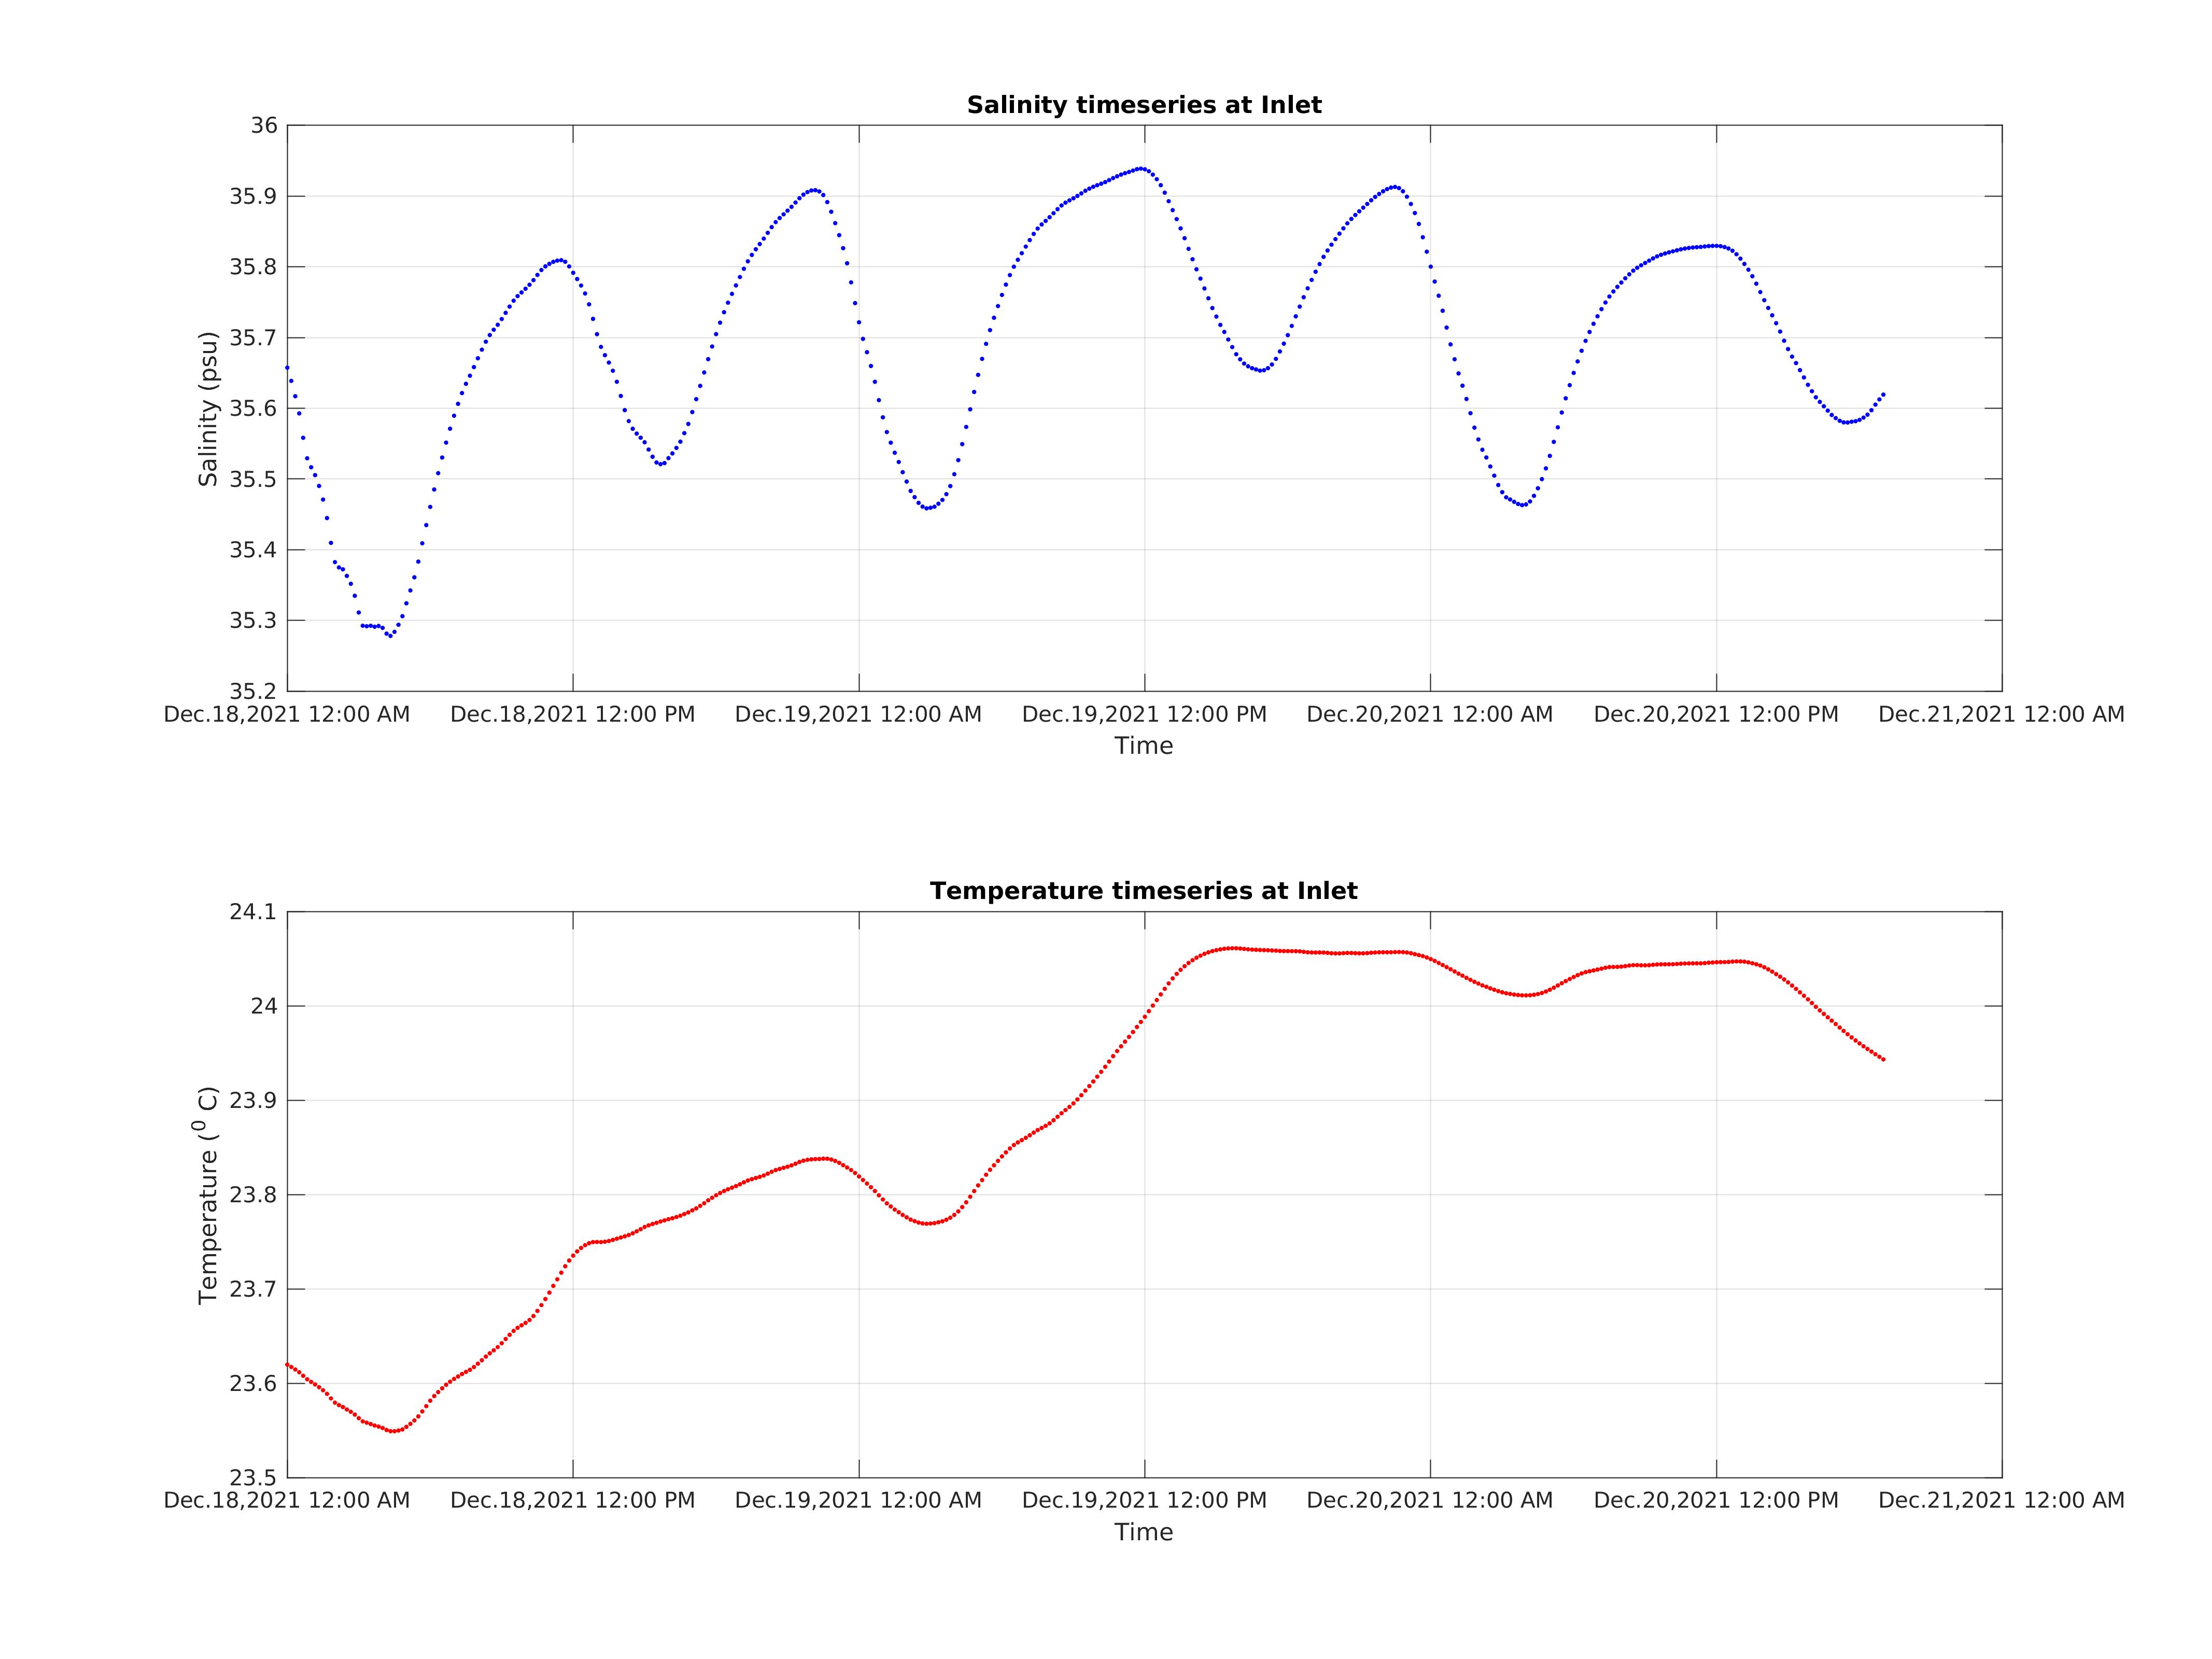 Salinity timeseries at Inlet
36
35.9
35.8
35.7
35.6
35.5
35.4
35.3
35.2
Salinity (psu)
Dec.18,2021 12:00 AM Dec.18,2021 12:00 PM Dec.19,2021 12:00 AM Dec.19,2021 12:00 PM Dec.20,2021 12:00 AM Dec.20,2021 12:00 PM Dec.21,2021 12:00 AM
Time
Temperature timeseries at Inlet
24.1
24
23.9
23.8
23.7
23.6
23.5
Temperature (⁰ C)
Dec.18,2021 12:00 AM Dec.18,2021 12:00 PM Dec.19,2021 12:00 AM Dec.19,2021 12:00 PM Dec.20,2021 12:00 AM Dec.20,2021 12:00 PM Dec.21,2021 12:00 AM
Time